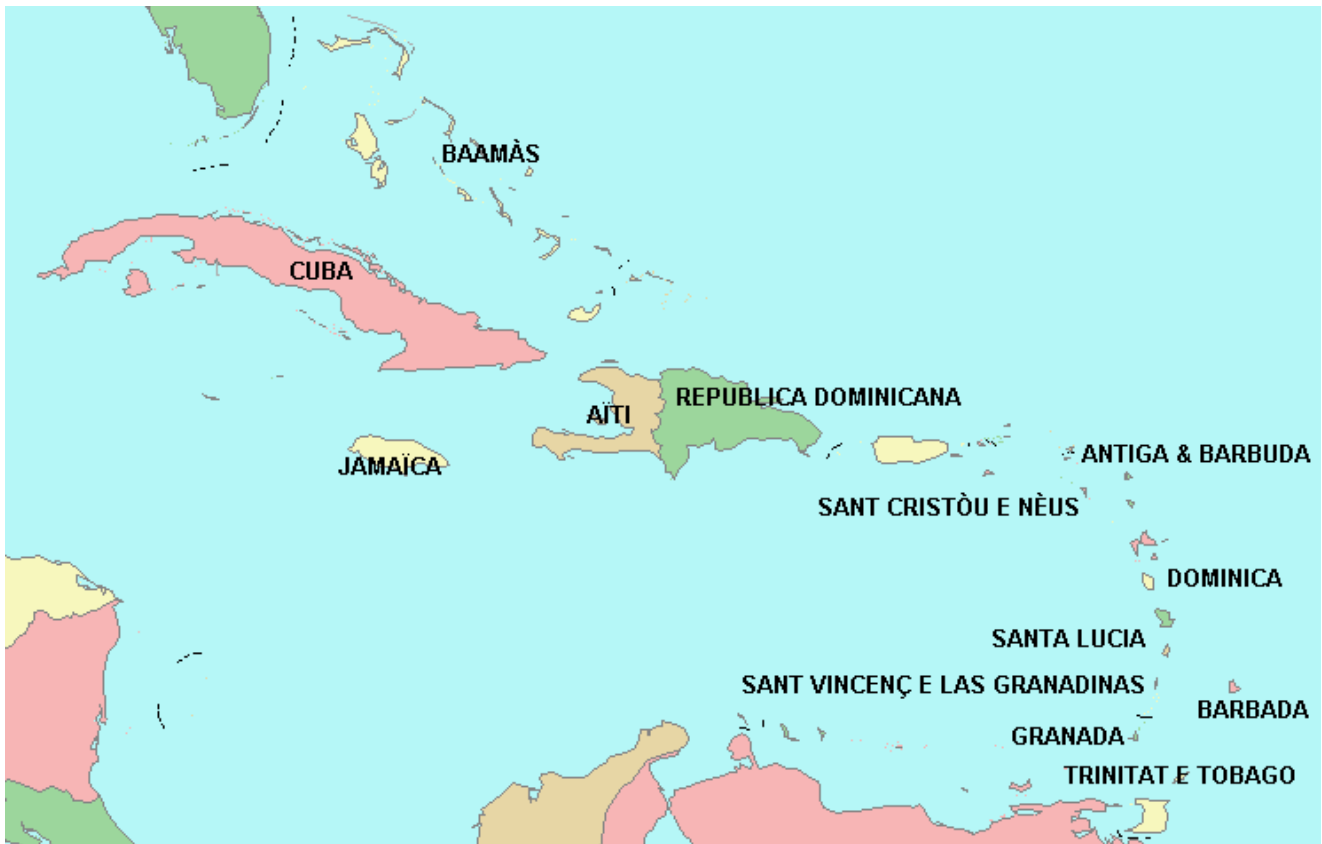 BAAMÀS
CUBA
REPUBLICA DOMINICANA
AÏTI
JAMAÏCA
ANTIGA & BARBUDA
SANT CRISTÒU E NÈUS
DOMINICA
SANTA LUCIA
SANT VINCENÇ E LAS GRANADINAS
BARBADA
GRANADA
TRINITAT E TOBAGO